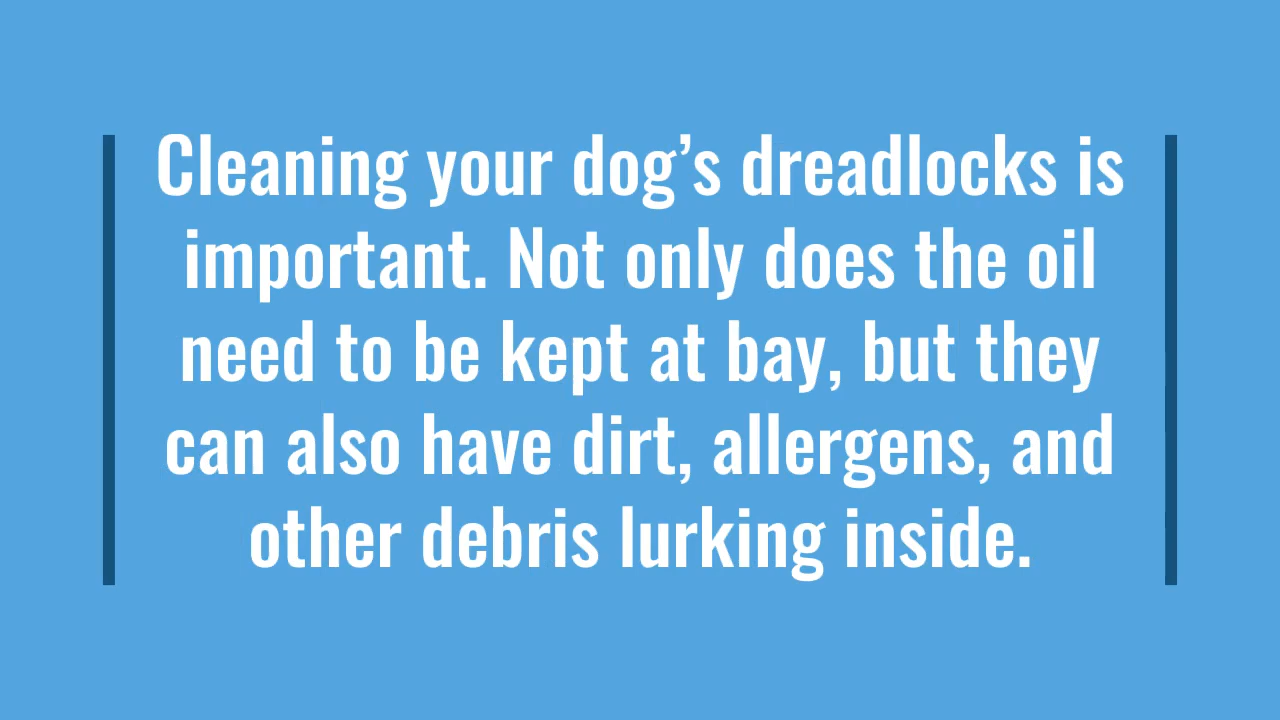 Cleaning your dog’s dreadlocks is
important. Not only does the oil
need to be kept at bay, but they
can also have dirt, allergens, and
other debris lurking inside.